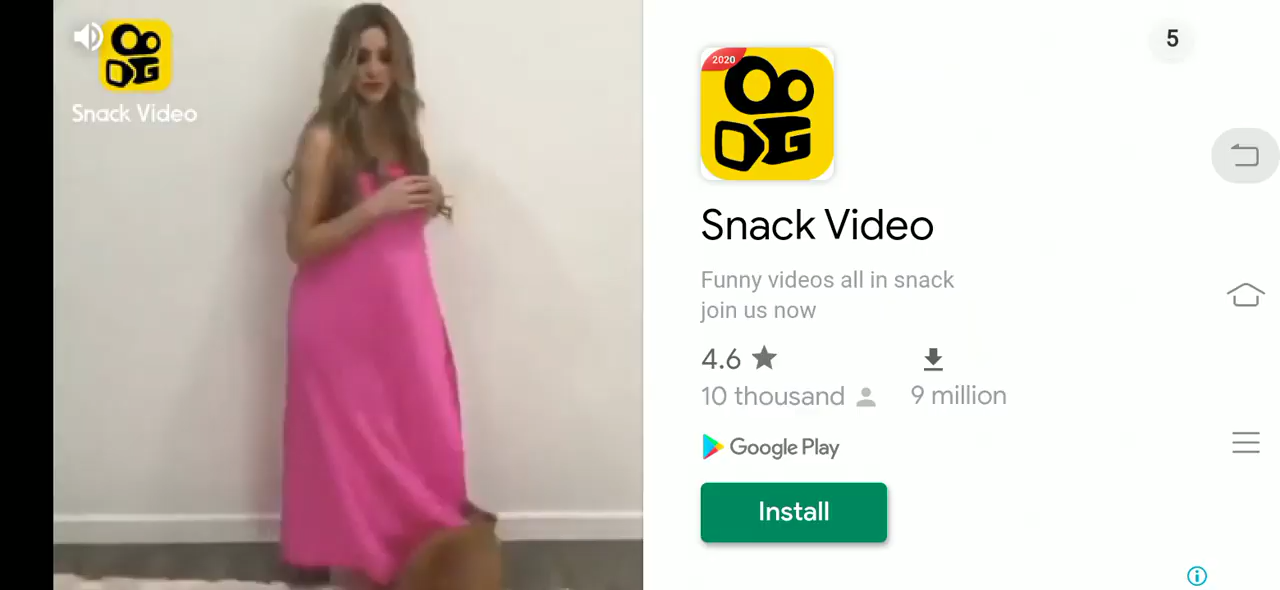 Snack Video
2020
5
Snack Video
Funny videos all in snack
join us now
4.6
10 thousand
9 million
Google Play
Install